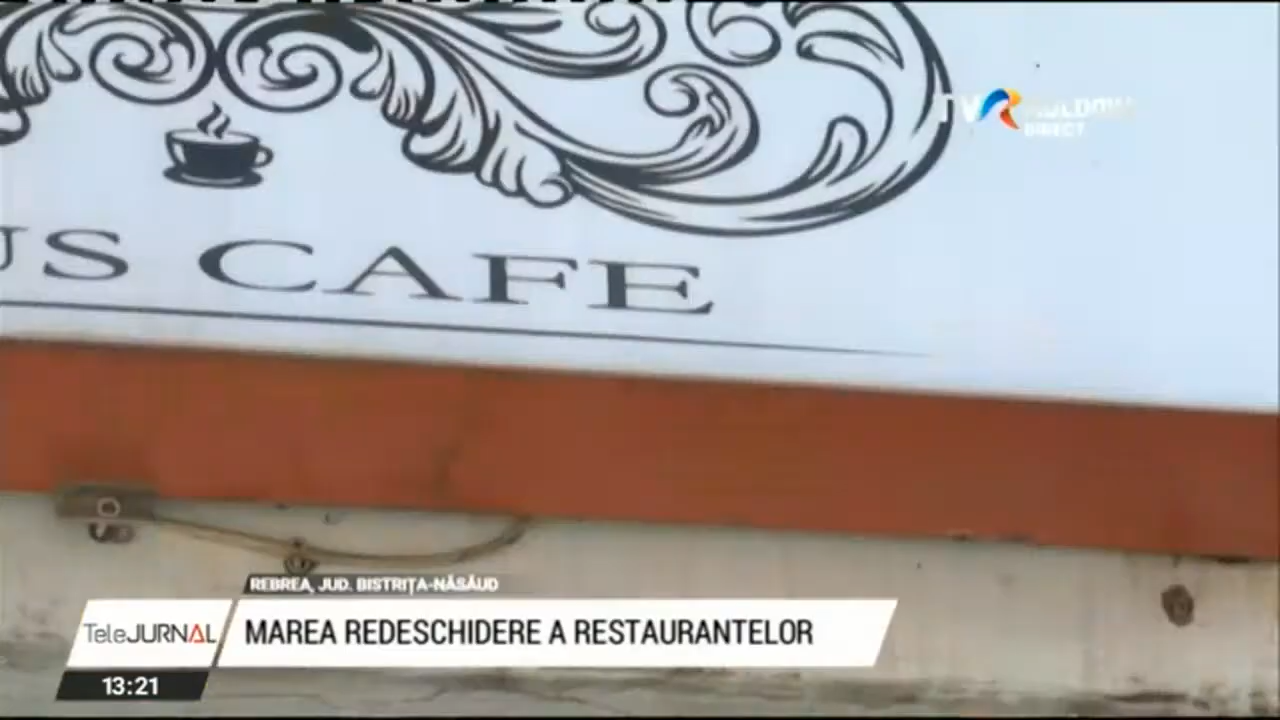 TVR MOLDOVA
DIRECT
US CAFE
REBREA, JUD. BISTRIȚA-NĂSĂUD
TeleJURNAL
MAREA REDESCHIDERE A RESTAURANTELOR
13:21